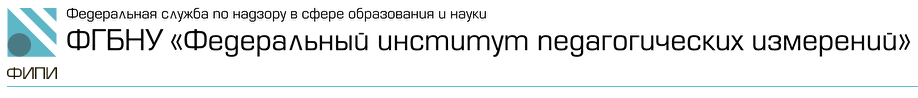 Федеральная служба по надзору в сфере образования и науки
ФГБНУ «Федеральный институт педагогических измерений»
ФИПИ